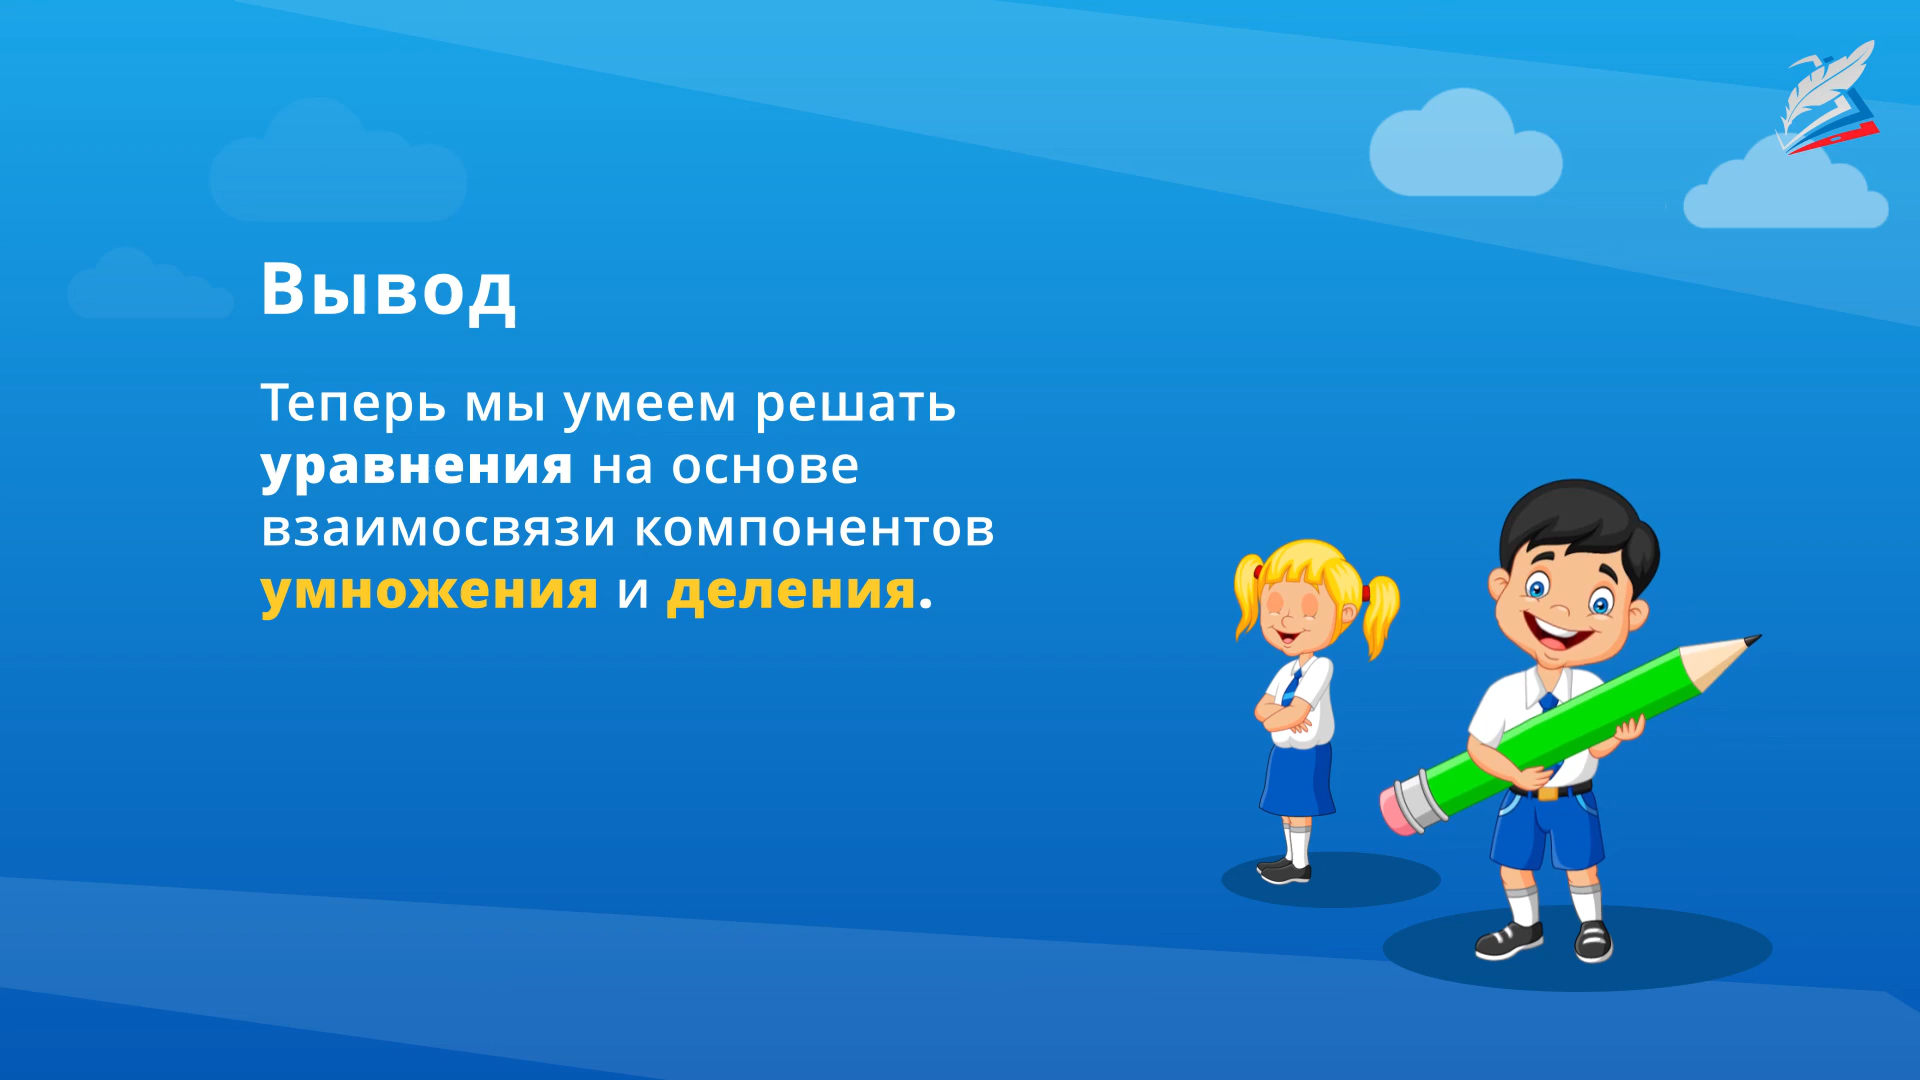 Вывод
Теперь мы умеем решать
уравнения на основе
взаимосвязи компонентов
умножения и деления.